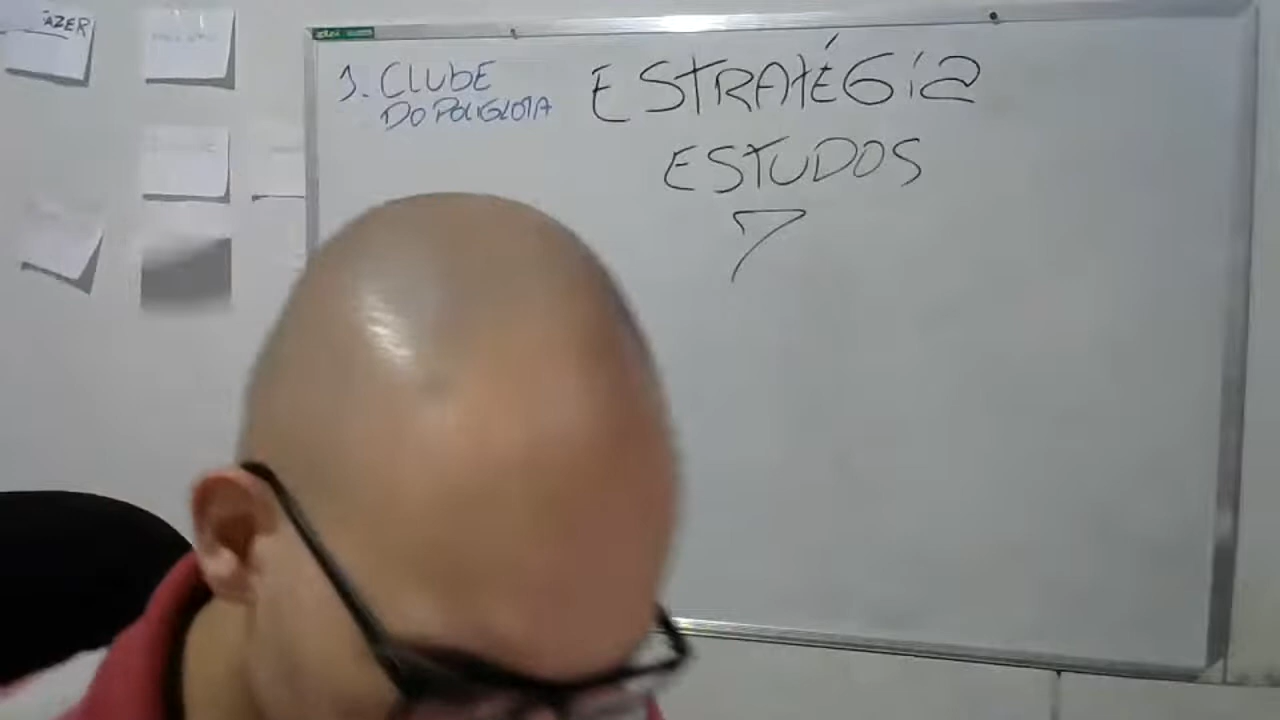 AZER
1. CLUBE
DO POLIGLOTA
ESTRATÉGIA
ESTUDOS
7